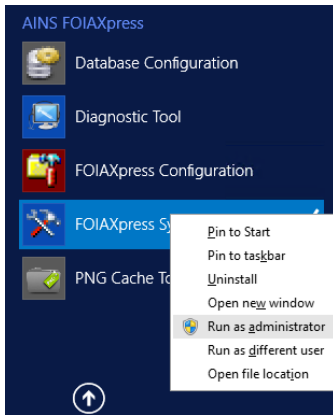 AINS FOIAXpress
Database Configuration
Diagnostic Tool
FOIAXpress Configuration
FOIAXpress Sy
PNG Cache To
Pin to Start
Pin to taskbar
Uninstall
Open new window
Run as administrator
Run as different user
Open file location